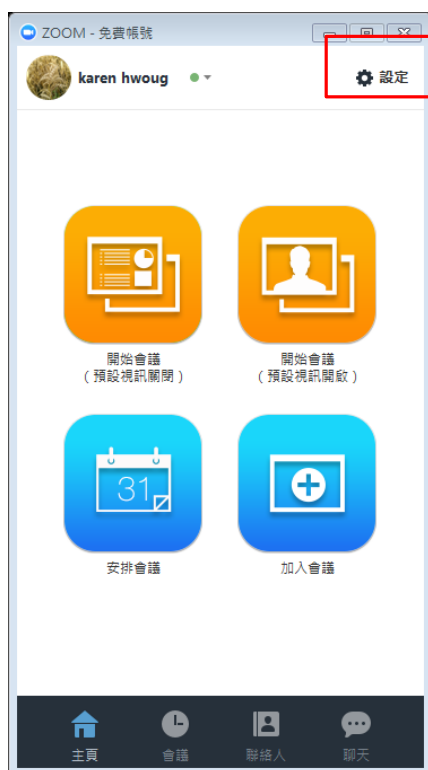 ZOOM - 免費帳號
karen hwoug
設定
開始會議
（預設視訊關閉）
開始會議
（預設視訊開啟）
31
安排會議
加入會議
主頁
會議
聯絡人
聊天